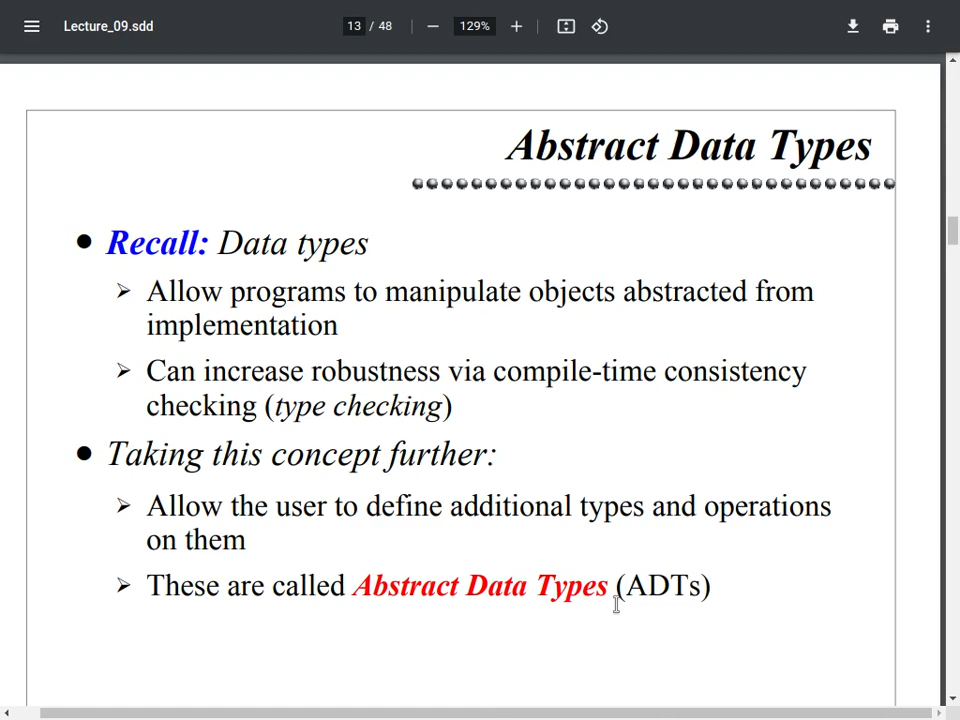 Lecture_09.sdd
13 / 48
129%
Abstract Data Types
Recall: Data types
Allow programs to manipulate objects abstracted from
implementation
Can increase robustness via compile-time consistency
checking (type checking)
Taking this concept further:
Allow the user to define additional types and operations
on them
These are called Abstract Data Types (ADTs)